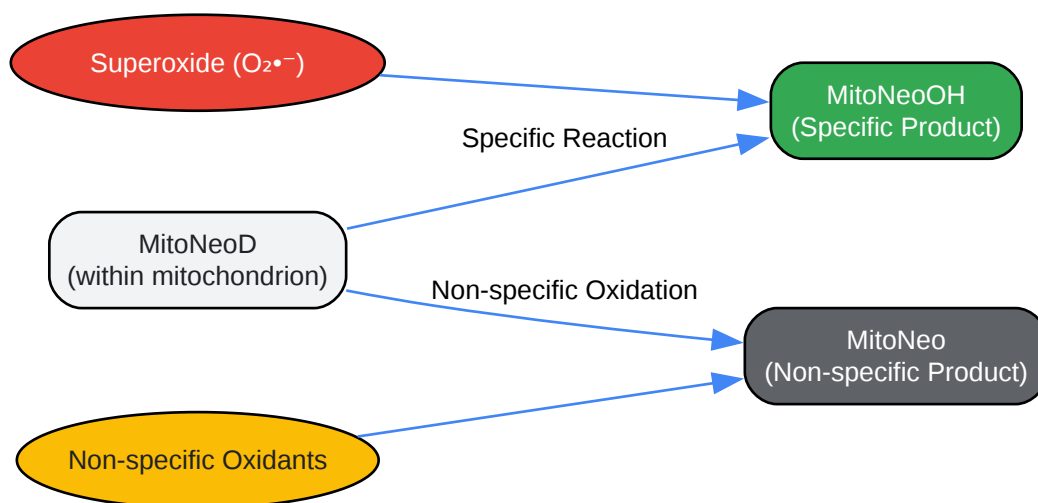 Superoxide (O₂•⁻)
MitoNeoOH
(Specific Product)
Specific Reaction
MitoNeoD
(within mitochondrion)
Non-specific Oxidation
MitoNeo
(Non-specific Product)
Non-specific Oxidants